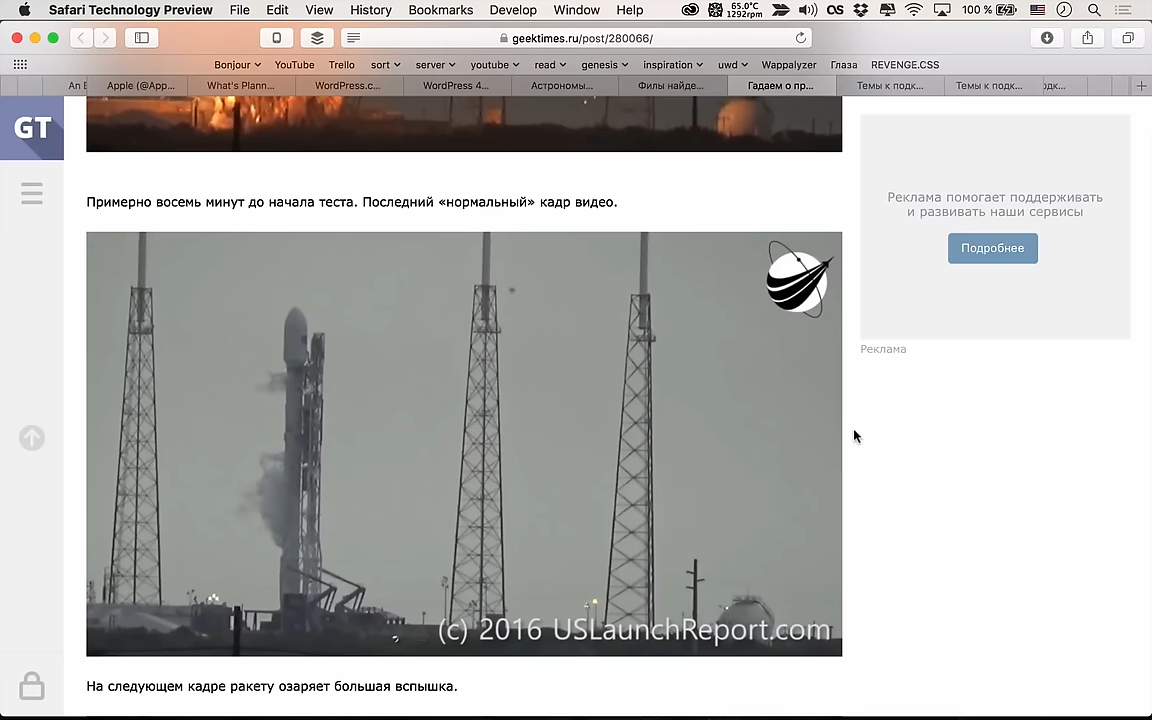 Safari Technology Preview File Edit View History Bookmarks Develop Window Help 65.0°C 1292rpm 100 %
geektimes.ru/post/280066/
Bonjour YouTube Trello sort server youtube read genesis inspiration uwd Wappalyzer Глаза REVENGE.CSS
An E Apple (@App... What's Plann... WordPress.c... WordPress 4... Астрономы... Филы найде... Гадаем о пр... Темы к подк... Темы к подк... одк...
GT
Примерно восемь минут до начала теста. Последний «нормальный» кадр видео.
(c) 2016 USLaunchReport.com
На следующем кадре ракету озаряет большая вспышка.
Реклама помогает поддерживать
и развивать наши сервисы
Подробнее
Реклама